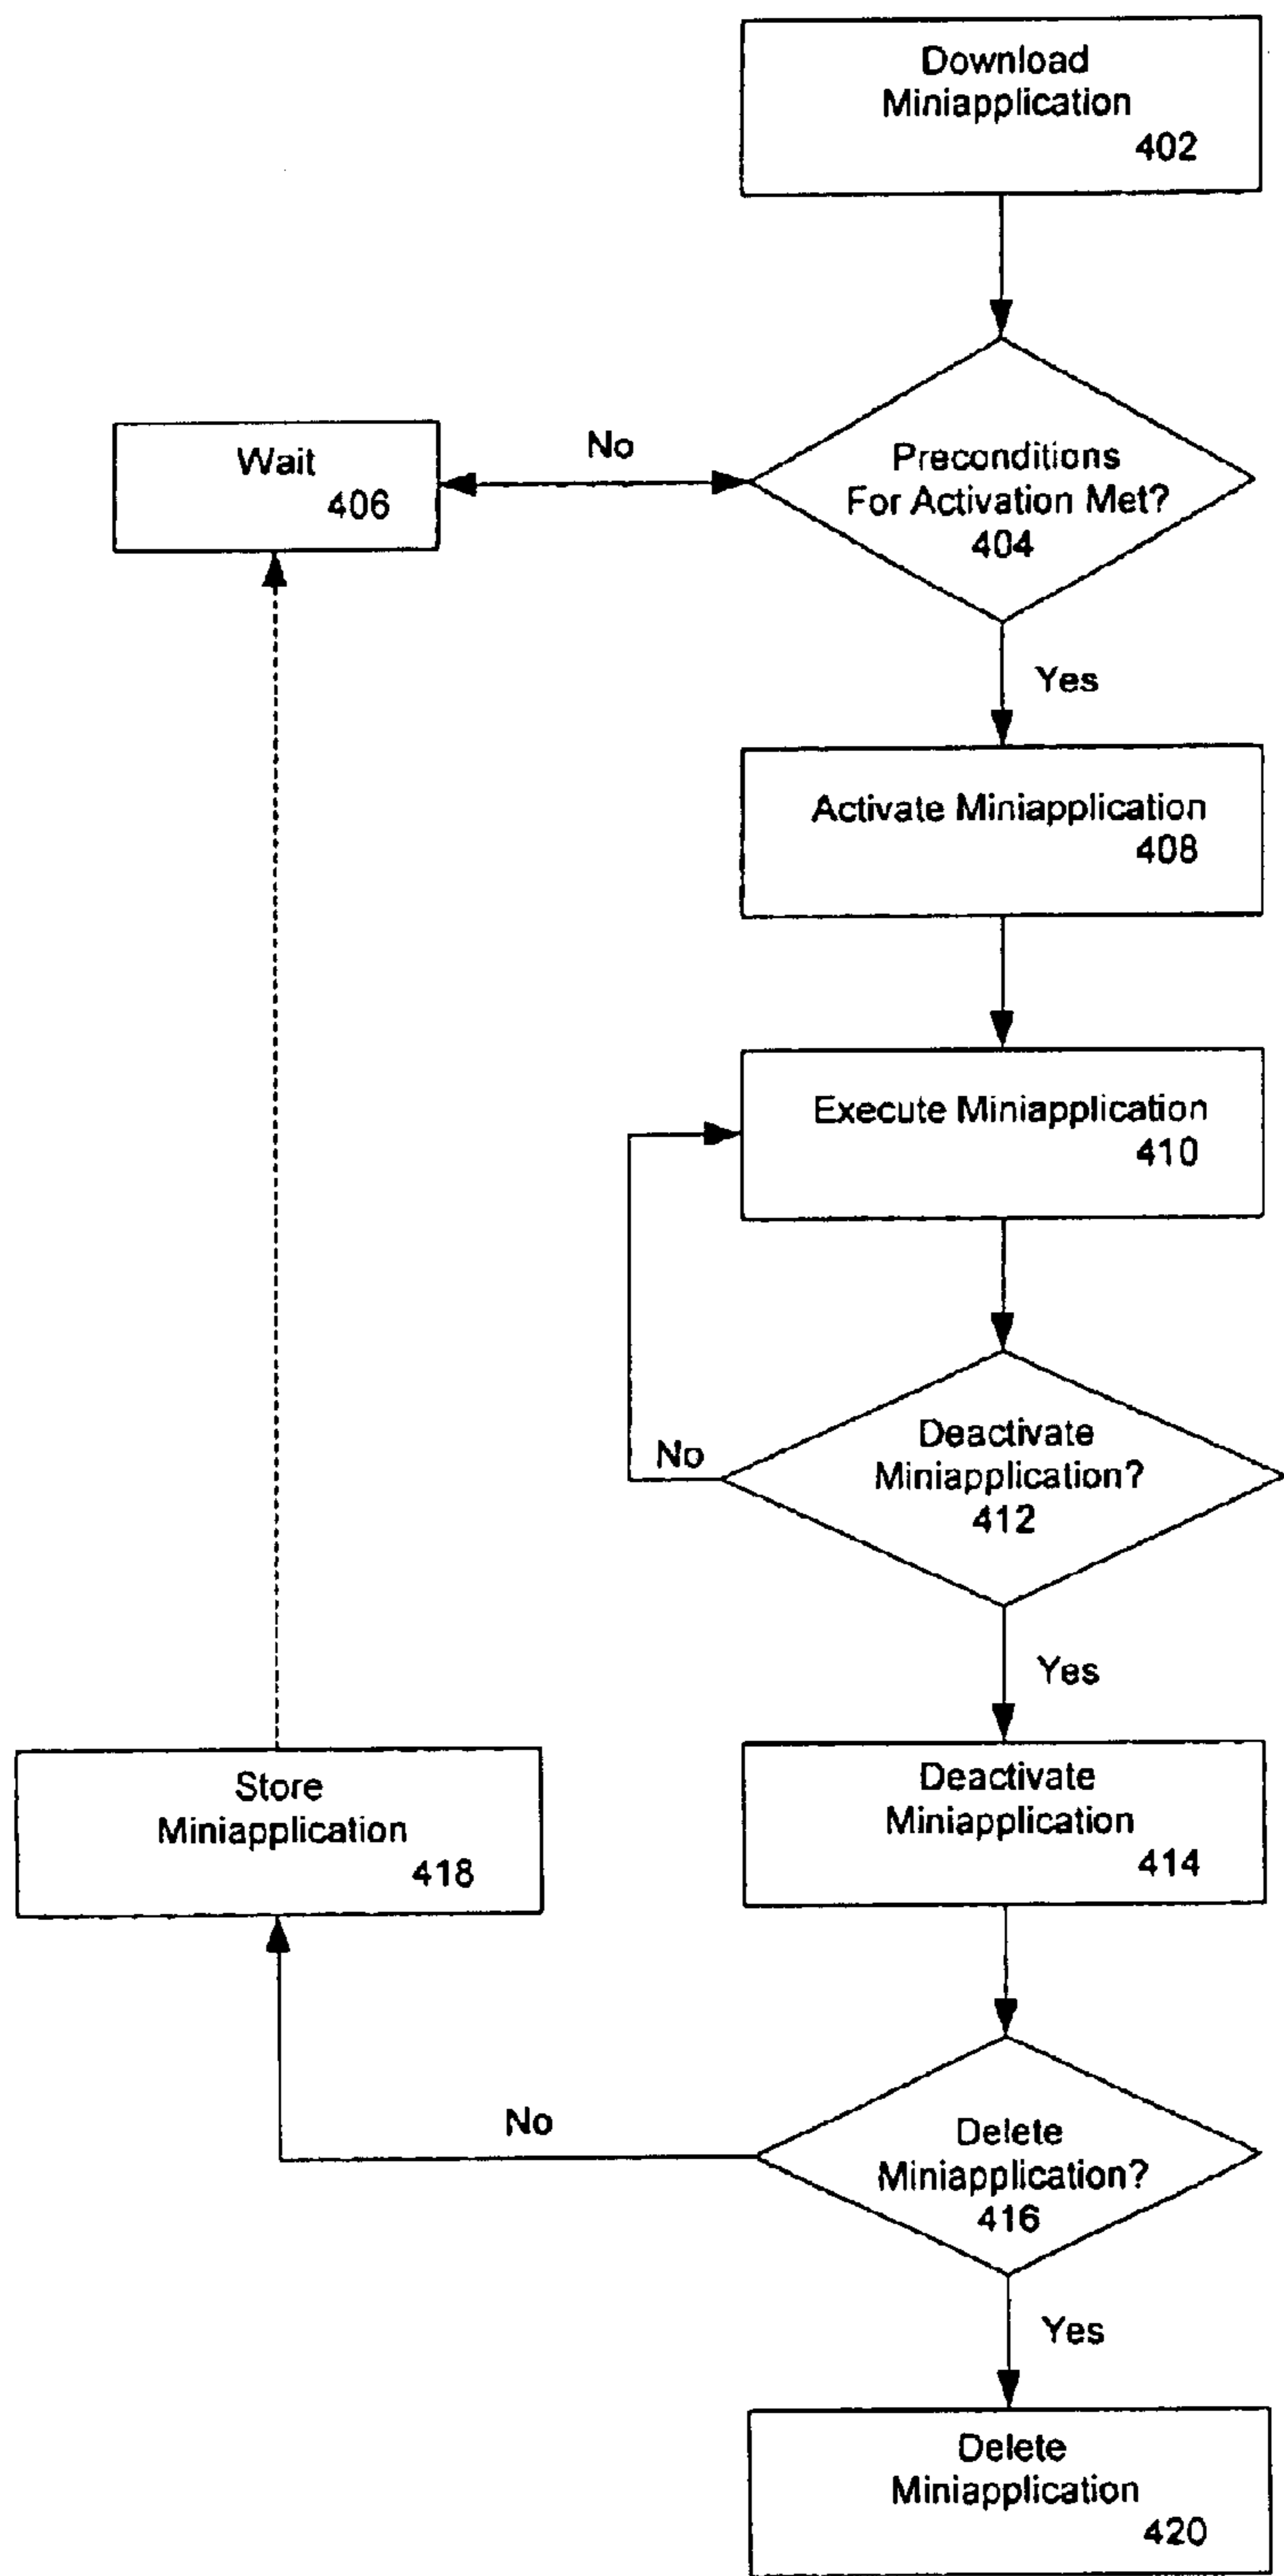 Download
Miniapplication
402
Wait
406
No
Preconditions
For Activation Met?
404
Yes
Activate Miniapplication
408
Execute Miniapplication
410
No
Deactivate
Miniapplication?
412
Yes
Store
Miniapplication
418
Deactivate
Miniapplication
414
No
Delete
Miniapplication?
416
Yes
Delete
Miniapplication
420